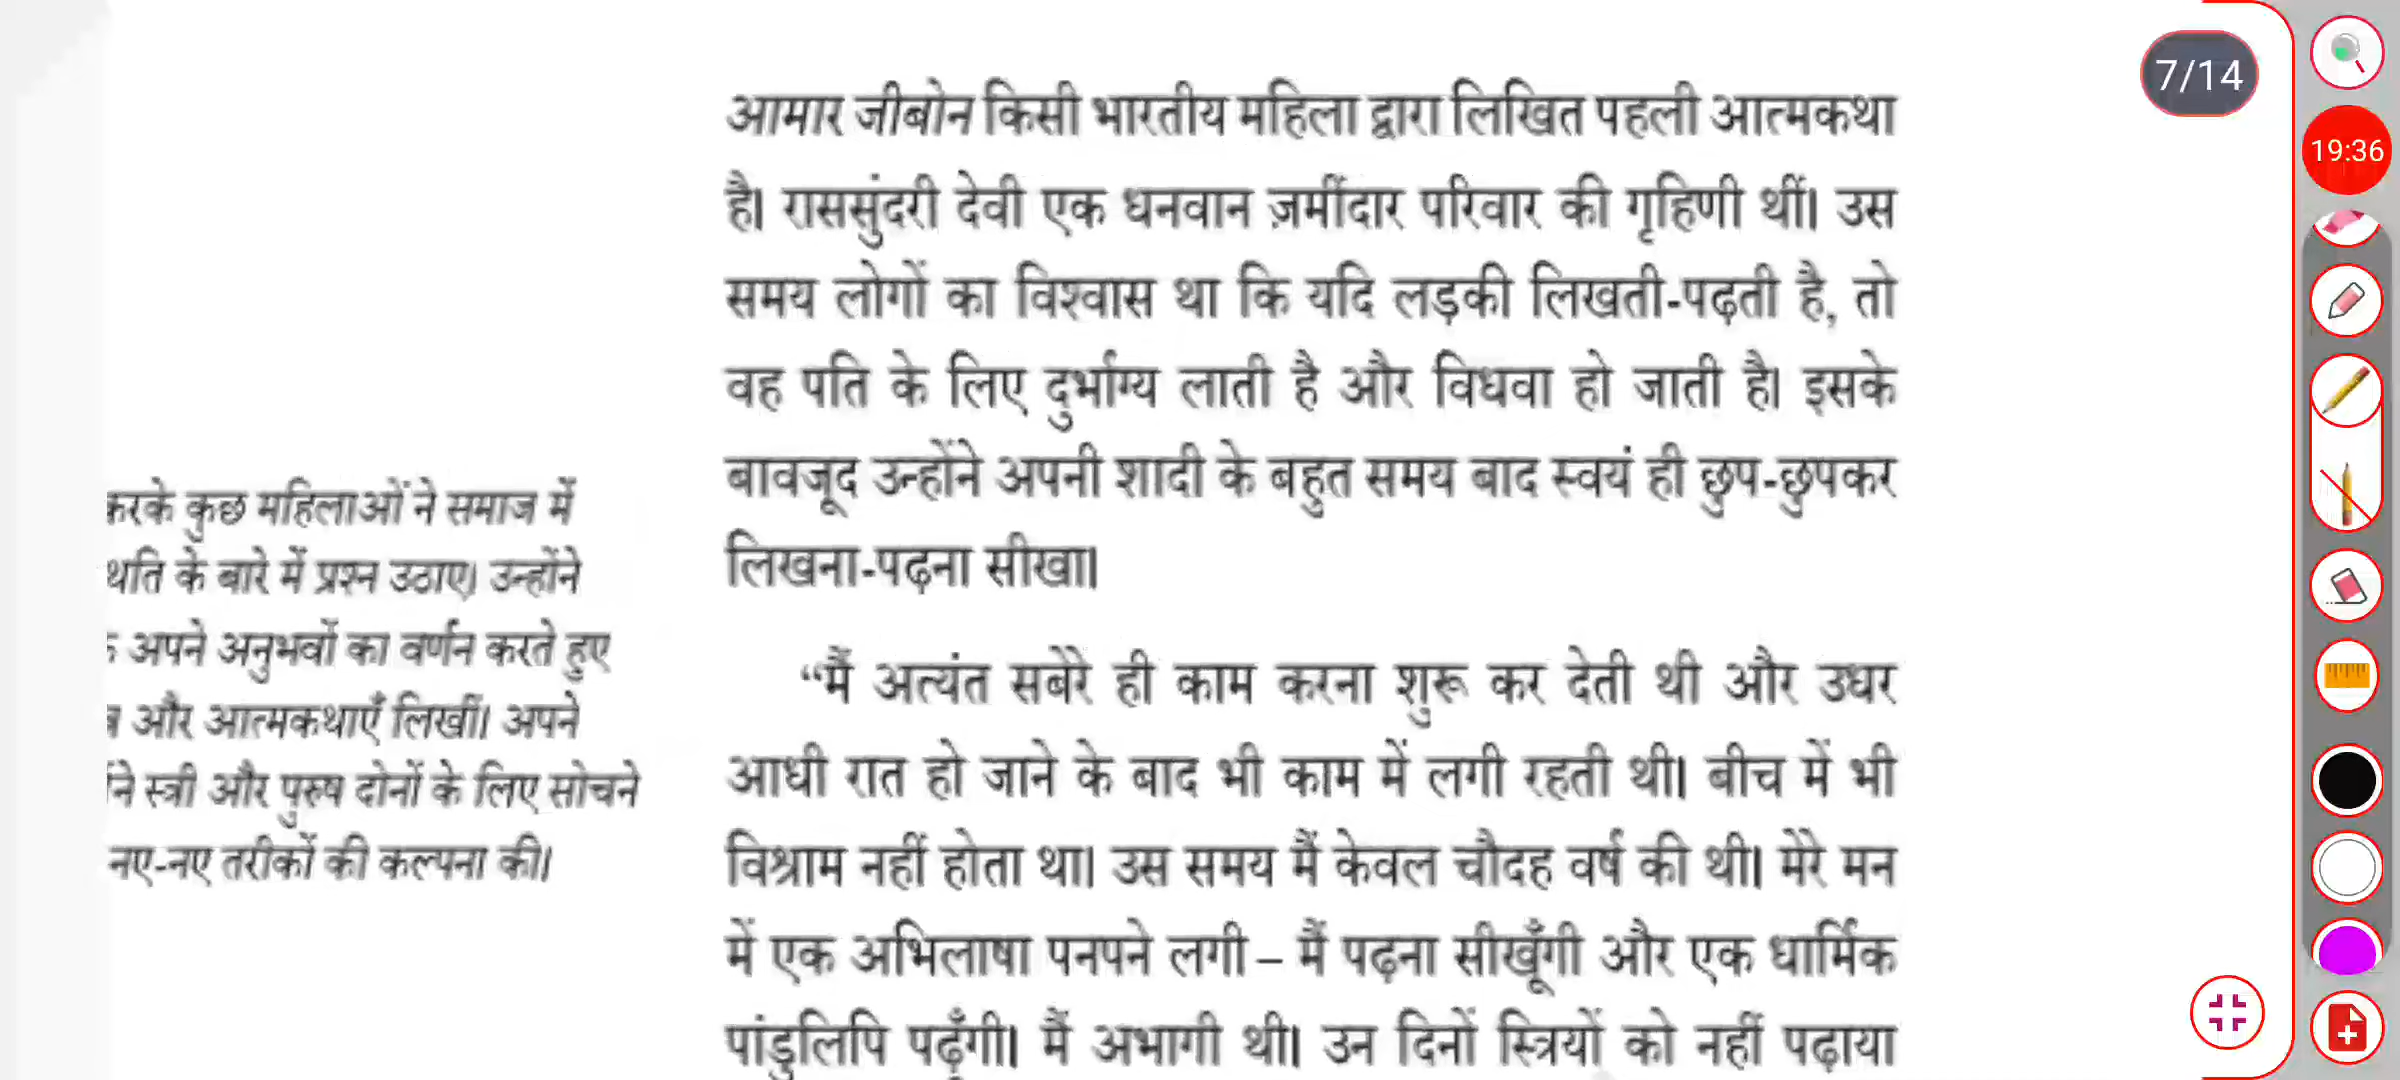 7/14
19:36
आमार जीबोन किसी भारतीय महिला द्वारा लिखित पहली आत्मकथा
है। राससुंदरी देवी एक धनवान ज़मींदार परिवार की गृहिणी थीं। उस
समय लोगों का विश्वास था कि यदि लड़की लिखती-पढ़ती है, तो
वह पति के लिए दुर्भाग्य लाती है और विधवा हो जाती है। इसके
बावजूद उन्होंने अपनी शादी के बहुत समय बाद स्वयं ही छुप-छुपकर
लिखना-पढ़ना सीखा।
“मैं अत्यंत सबेरे ही काम करना शुरू कर देती थी और उधर
आधी रात हो जाने के बाद भी काम में लगी रहती थी। बीच में भी
विश्राम नहीं होता था। उस समय मैं केवल चौदह वर्ष की थी। मेरे मन
में एक अभिलाषा पनपने लगी – मैं पढ़ना सीखूँगी और एक धार्मिक
पांडुलिपि पढ़ूँगी। मैं अभागी थी। उन दिनों स्त्रियों को नहीं पढ़ाया
करके कुछ महिलाओं ने समाज में
थति के बारे में प्रश्न उठाए। उन्होंने
अपने अनुभवों का वर्णन करते हुए
और आत्मकथाएँ लिखीं। अपने
ने स्त्री और पुरुष दोनों के लिए सोचने
नए-नए तरीकों की कल्पना की।